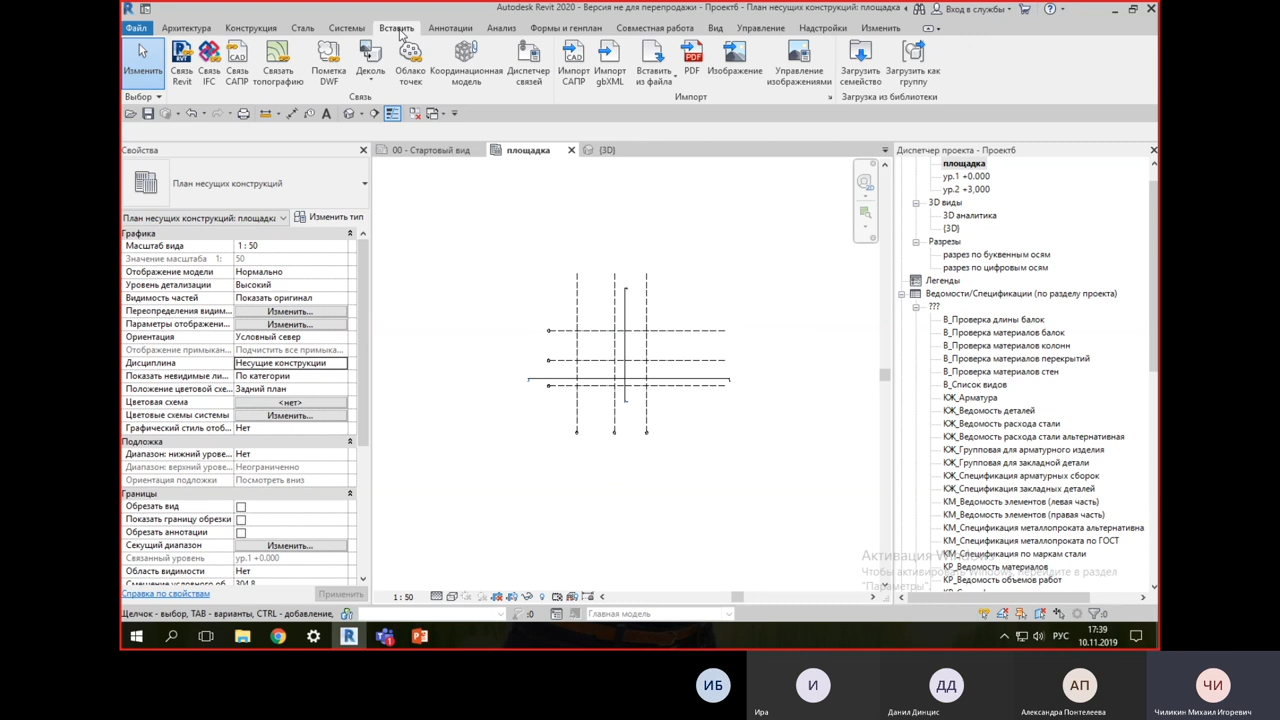 Autodesk Revit 2020 - Версия не для перепродажи - Проект6 - План несущих конструкций: площадка
Вход в службы
Файл Архитектура Конструкция Сталь Системы Вставить Аннотации Анализ Формы и генплан Совместная работа Вид Управление Надстройки Изменить
Изменить
Связь Revit
Связь IFC
Связь САПР
Связать топографию
Пометка DWF
Деколь
Облако точек
Координационная модель
Диспетчер связей
Импорт САПР
Импорт gbXML
Вставить из файла
PDF
Изображение
Управление изображениями
Загрузить семейство
Загрузить как группу
Выбор Связь Импорт Загрузка из библиотеки
Свойства
План несущих конструкций
План несущих конструкций: площадка Изменить тип
Графика
Масштаб вида 1 : 50
Значение масштаба 1: 50
Отображение модели Нормально
Уровень детализации Высокий
Видимость частей Показать оригинал
Переопределения видим... Изменить...
Параметры отображени... Изменить...
Ориентация Условный север
Отображение примыкан... Подчистить все примыка...
Дисциплина Несущие конструкции
Показать невидимые ли... По категории
Положение цветовой схе... Задний план
Цветовая схема <нет>
Цветовые схемы системы Изменить...
Графический стиль отоб... Нет
Подложка
Диапазон: нижний урове... Нет
Диапазон: верхний урове... Неограниченно
Ориентация подложки Посмотреть вниз
Границы
Обрезать вид
Показать границу обрезки
Обрезать аннотации
Секущий диапазон Изменить...
Связанный уровень ур.1 +0.000
Область видимости Нет
Смещение условного об... 304.8
Справка по свойствам Применить
00 - Стартовый вид площадка {3D}
2D
1 : 50
Диспетчер проекта - Проект6
площадка
ур.1 +0.000
ур.2 +3,000
3D виды
3D аналитика
{3D}
Разрезы
разрез по буквенным осям
разрез по цифровым осям
Легенды
Ведомости/Спецификации (по разделу проекта)
???
В_Проверка длины балок
В_Проверка материалов балок
В_Проверка материалов колонн
В_Проверка материалов перекрытий
В_Проверка материалов стен
В_Список видов
КЖ_Арматура
КЖ_Ведомость деталей
КЖ_Ведомость расхода стали
КЖ_Ведомость расхода стали альтернативная
КЖ_Групповая для арматурного изделия
КЖ_Групповая для закладной детали
КЖ_Спецификация арматурных сборок
КЖ_Спецификация закладных деталей
КМ_Ведомость элементов (левая часть)
КМ_Ведомость элементов (правая часть)
КМ_Спецификация металлопроката альтернативна
КМ_Спецификация металлопроката по ГОСТ
КМ_Спецификация по маркам стали
КР_Ведомость материалов
КР_Ведомость объемов работ
Активация Windows
Чтобы активировать Windows, перейдите в раздел
"Параметры".
Щелчок - выбор, TAB - варианты, CTRL - добавление, :0 Главная модель :0
РУС 17:39
10.11.2019
ИБ И ДД АП ЧИ
Ира Данил Динцис Александра Понтелеева Чиликин Михаил Игоревич